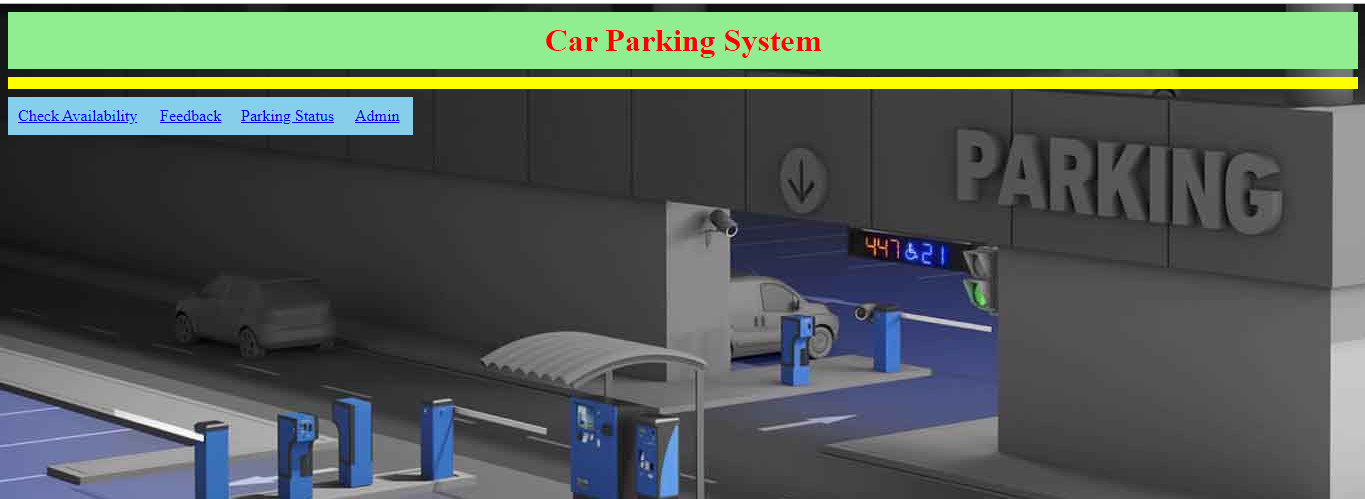 Car Parking System
Check Availability Feedback Parking Status Admin
PARKING
447 ♿ 21